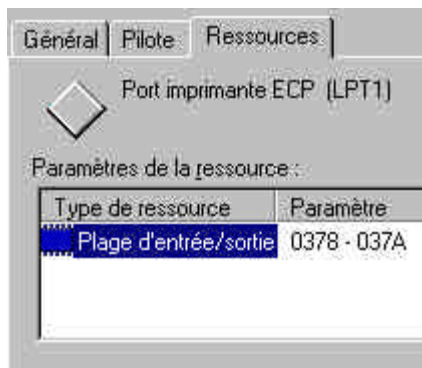 Général Pilote Ressources
Port imprimante ECP (LPT1)
Paramètres de la ressource :
Type de ressource Paramètre
Plage d'entrée/sortie 0378 - 037A